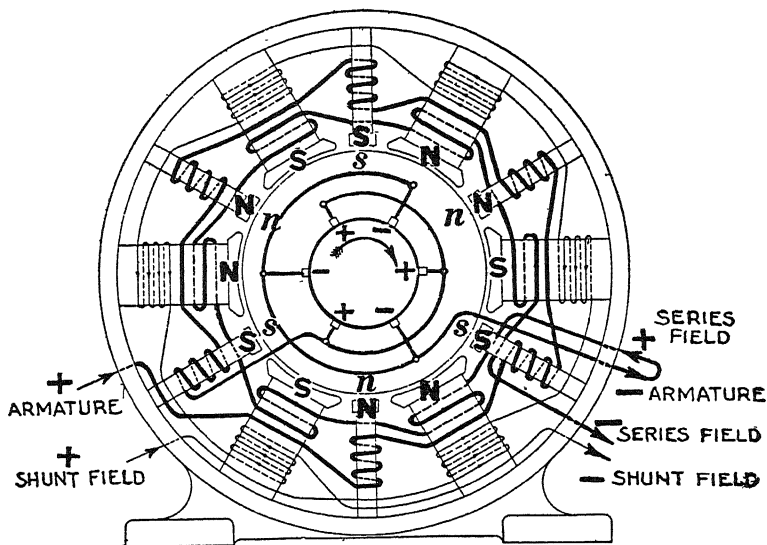 S
S
s
N
N
N
n
n
+
-
N
-
+
S
+
-
S
s
s
S
S
n
N
N
+
ARMATURE
+
SHUNT FIELD
+ SERIES
FIELD
- ARMATURE
-
SERIES FIELD
- SHUNT FIELD